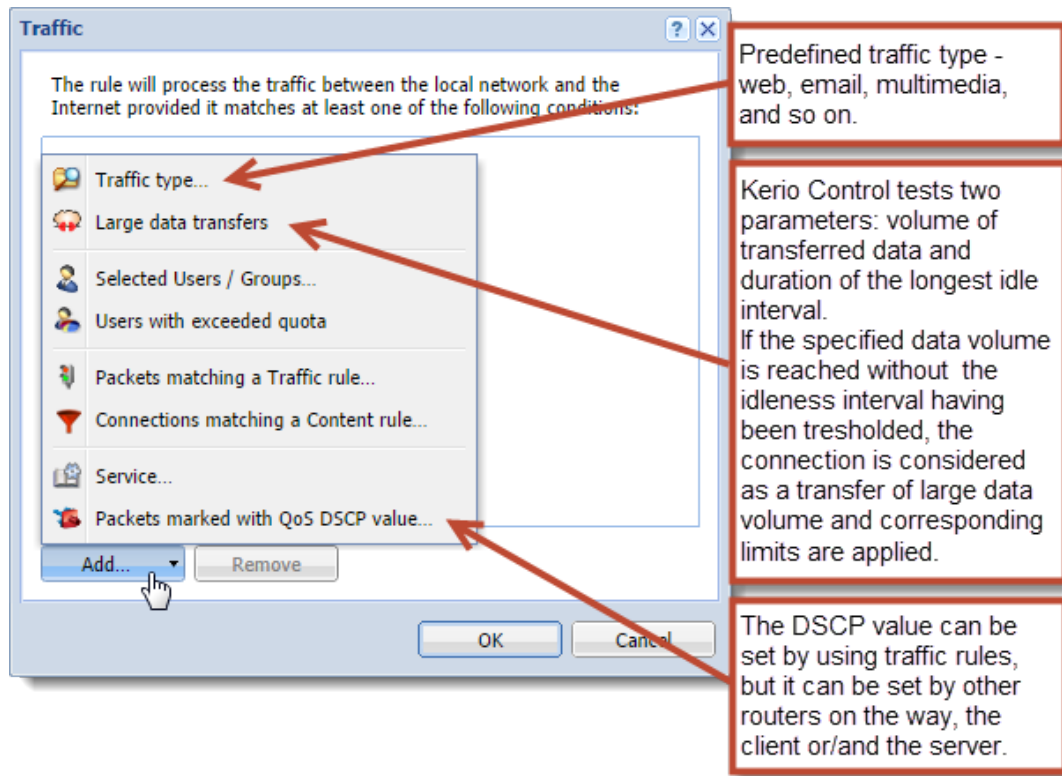 Traffic
The rule will process the traffic between the local network and the
Internet provided it matches at least one of the following conditions:
Traffic type...
Large data transfers
Selected Users / Groups...
Users with exceeded quota
Packets matching a Traffic rule...
Connections matching a Content rule...
Service...
Packets marked with QoS DSCP value...
Add...
Remove
OK
Cancel
Predefined traffic type -
web, email, multimedia,
and so on.
Kerio Control tests two
parameters: volume of
transferred data and
duration of the longest idle
interval.
If the specified data volume
is reached without the
idleness interval having
been tresholded, the
connection is considered
as a transfer of large data
volume and corresponding
limits are applied.
The DSCP value can be
set by using traffic rules,
but it can be set by other
routers on the way, the
client or/and the server.